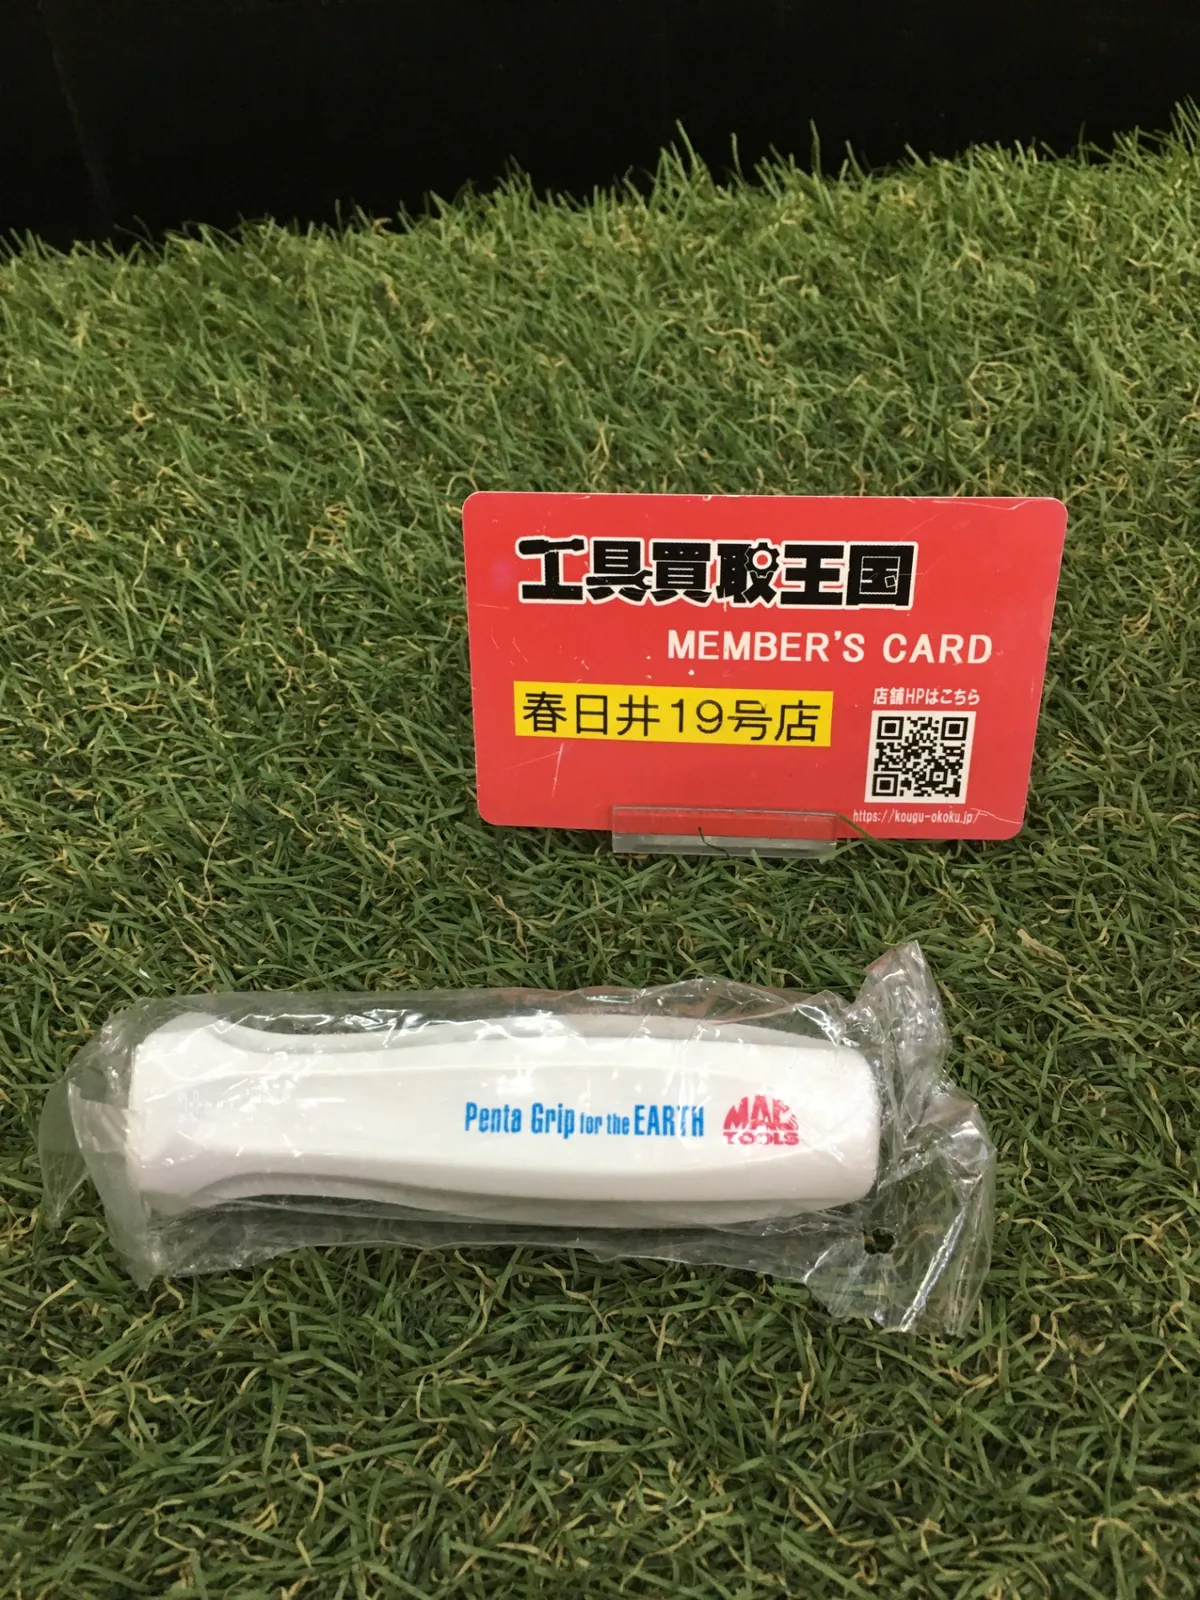 工具買取王国
MEMBER'S CARD
春日井19号店
店舗HPはこちら
https://kougu-okoku.jp/
Penta Grip for the EARTH
MAC TOOLS